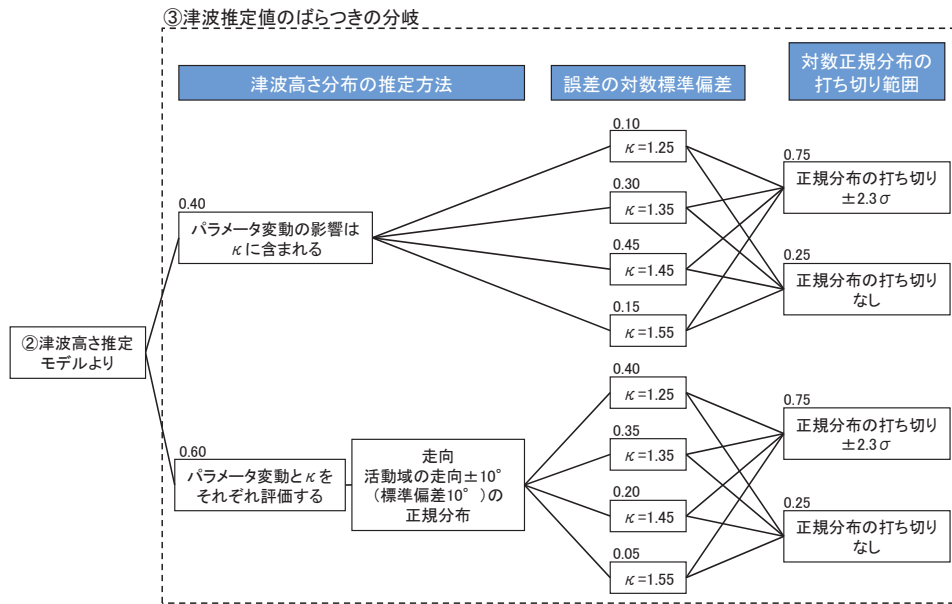 ③津波推定値のばらつきの分岐
津波高さ分布の推定方法
誤差の対数標準偏差
対数正規分布の
打ち切り範囲
②津波高さ推定
モデルより
0.40
パラメータ変動の影響は
κに含まれる
0.10
κ=1.25
0.30
κ=1.35
0.45
κ=1.45
0.15
κ=1.55
0.75
正規分布の打ち切り
±2.3σ
0.25
正規分布の打ち切り
なし
0.60
パラメータ変動とκを
それぞれ評価する
走向
活動域の走向±10°
(標準偏差10°)の
正規分布
0.40
κ=1.25
0.35
κ=1.35
0.20
κ=1.45
0.05
κ=1.55
0.75
正規分布の打ち切り
±2.3σ
0.25
正規分布の打ち切り
なし